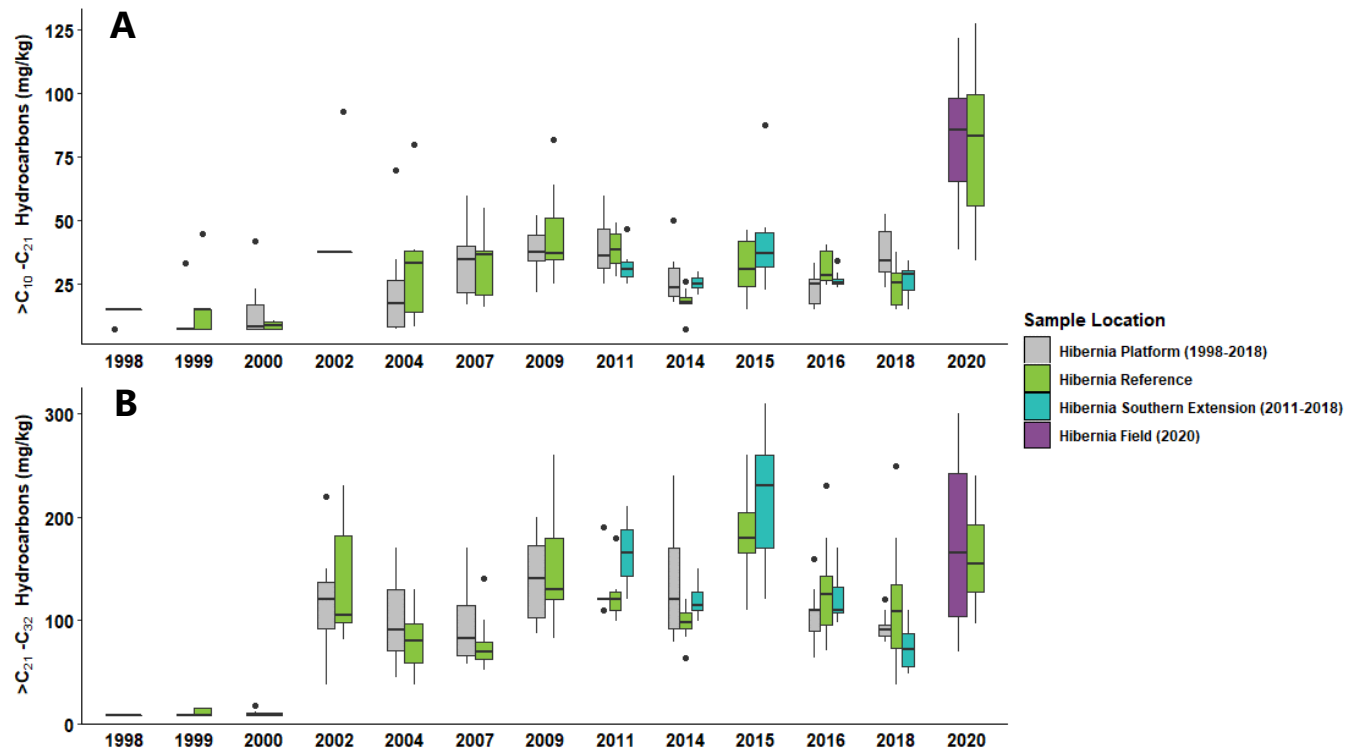 A
>C10 -C21 Hydrocarbons (mg/kg)
125
100
75
50
25
1998 1999 2000 2002 2004 2007 2009 2011 2014 2015 2016 2018 2020
B
>C21 -C32 Hydrocarbons (mg/kg)
300
200
100
0
1998 1999 2000 2002 2004 2007 2009 2011 2014 2015 2016 2018 2020
Sample Location
Hibernia Platform (1998-2018)
Hibernia Reference
Hibernia Southern Extension (2011-2018)
Hibernia Field (2020)